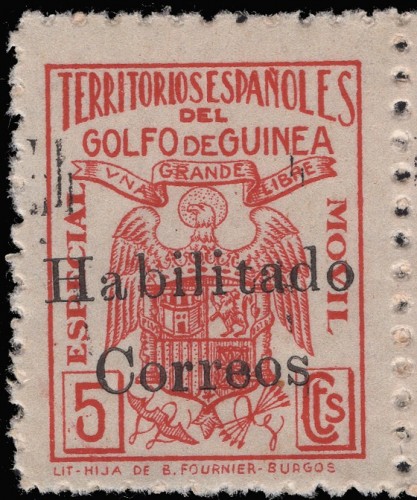 TERRITORIOS ESPAÑOLES
DEL
GOLFO DE GUINEA
VNA GRANDE LIBRE
ESPECIAL
MOVIL
Habilitado
Correos
5
Cts
LIT-HIJA DE B. FOURNIER-BURGOS